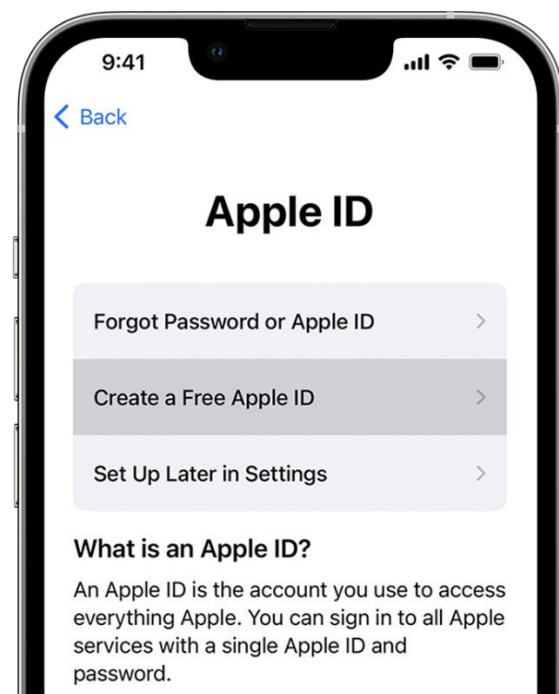 9:41
Back
Apple ID
Forgot Password or Apple ID
Create a Free Apple ID
Set Up Later in Settings
What is an Apple ID?
An Apple ID is the account you use to access
everything Apple. You can sign in to all Apple
services with a single Apple ID and
password.